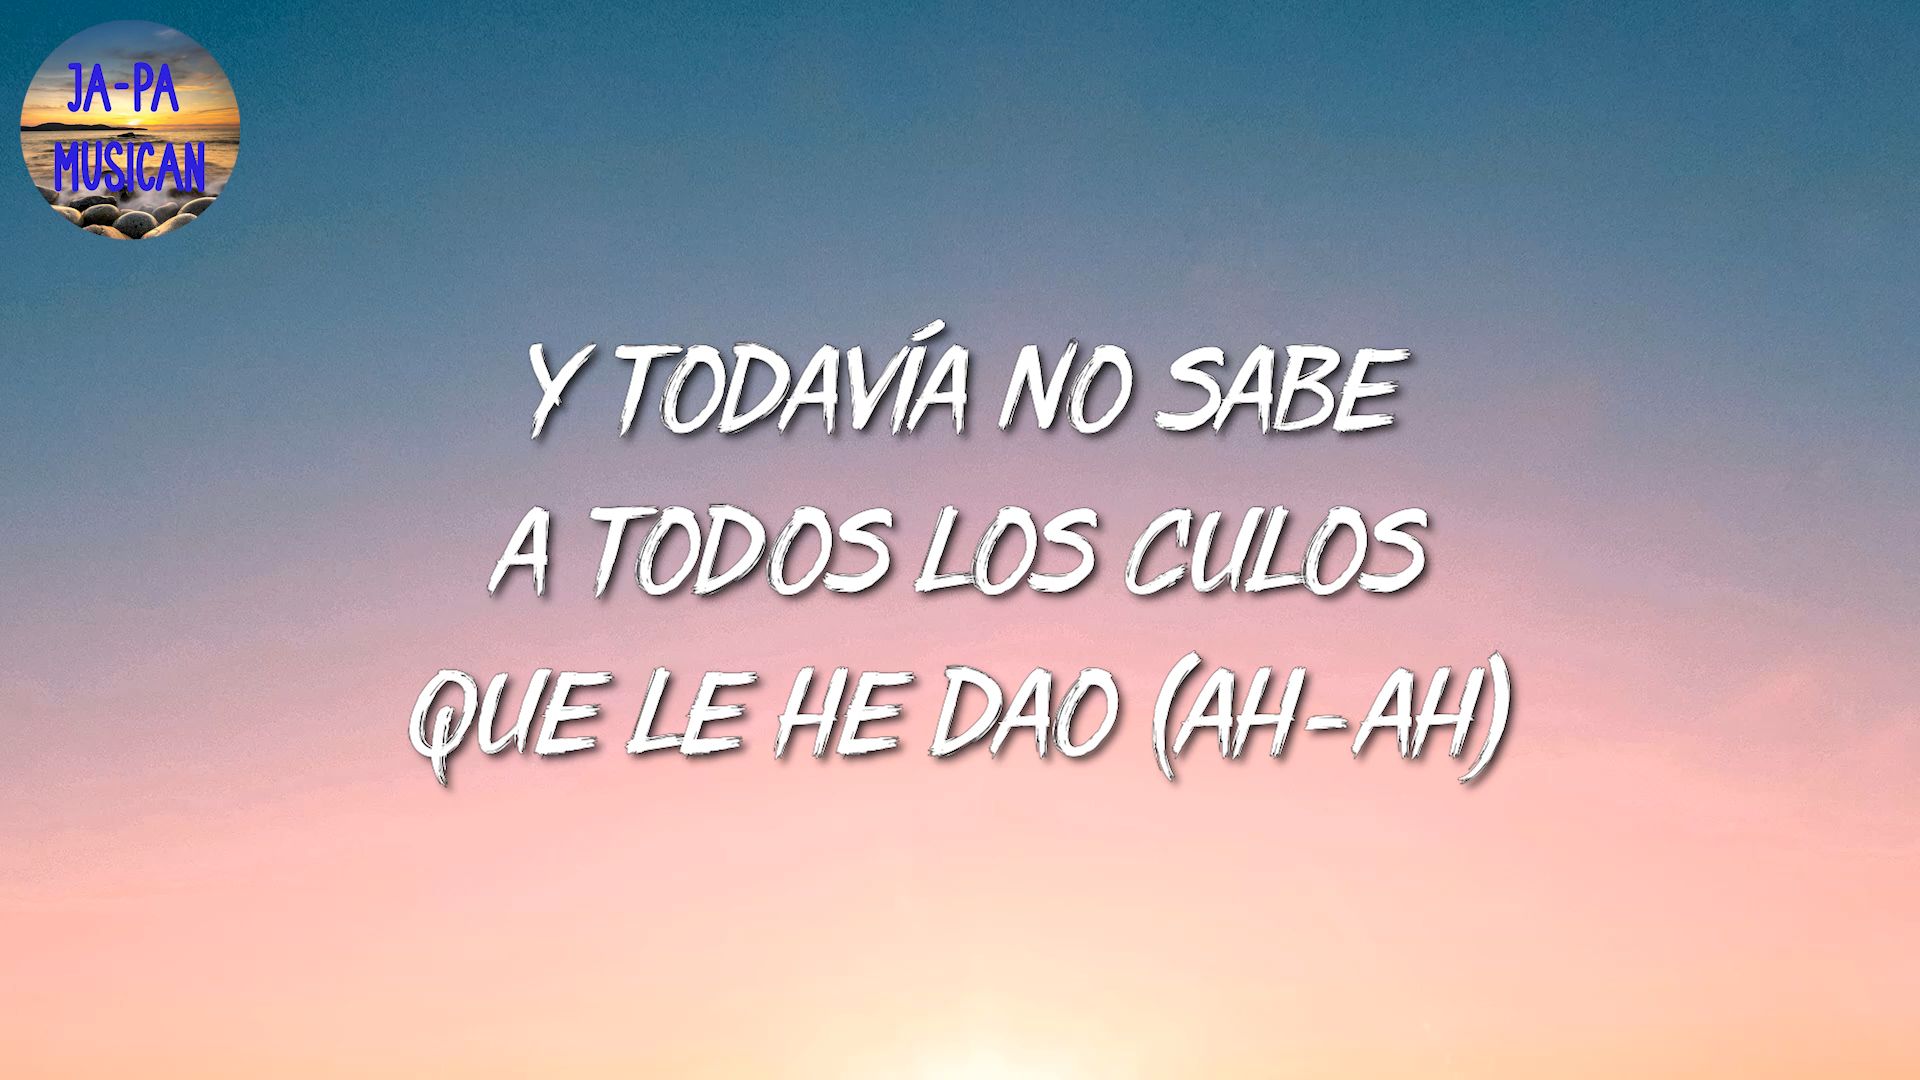 JA-PA
MUSICAN
Y TODAVÍA NO SABE
A TODOS LOS CULOS
QUE LE HE DAO (AH-AH)